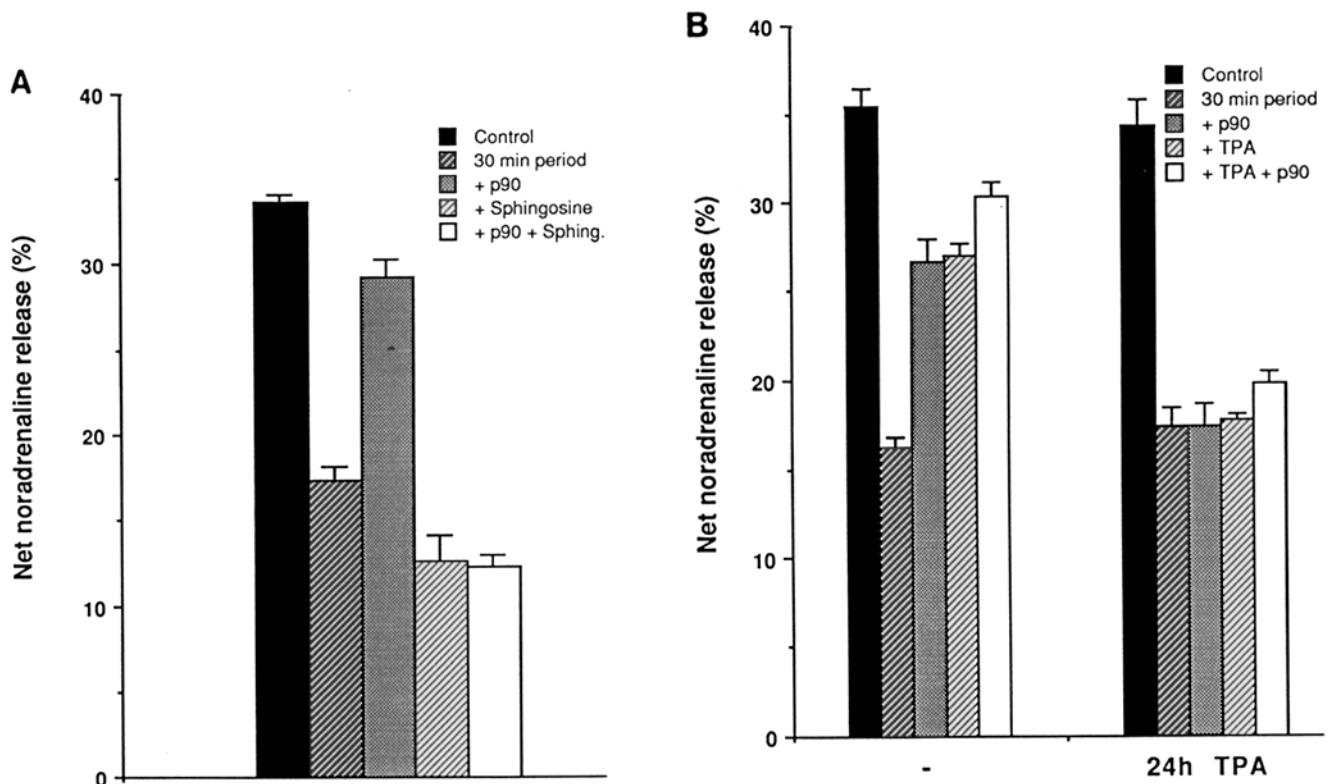 A
Net noradrenaline release (%)
40
30
20
10
0
Control
30 min period
+ p90
+ Sphingosine
+ p90 + Sphing.
B
Net noradrenaline release (%)
40
30
20
10
0
Control
30 min period
+ p90
+ TPA
+ TPA + p90
-
24h TPA